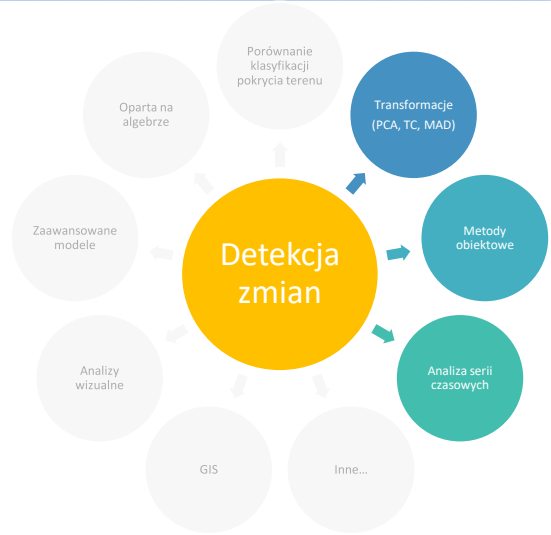 Porównanie
klasyfikacji
pokrycia terenu
Transformacje
(PCA, TC, MAD)
Metody
obiektowe
Analiza serii
czasowych
Inne…
GIS
Analizy
wizualne
Zaawansowane
modele
Oparta na
algebrze
Detekcja
zmian